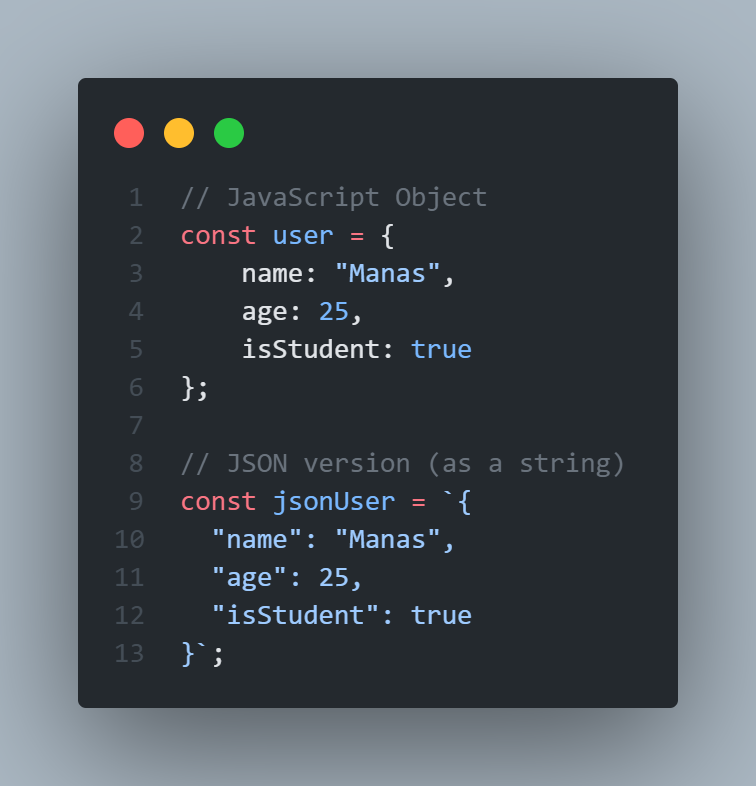 1 // JavaScript Object
2 const user = {
3     name: "Manas",
4     age: 25,
5     isStudent: true
6 };
7
8 // JSON version (as a string)
9 const jsonUser = `{
10   "name": "Manas",
11   "age": 25,
12   "isStudent": true
13 }`;